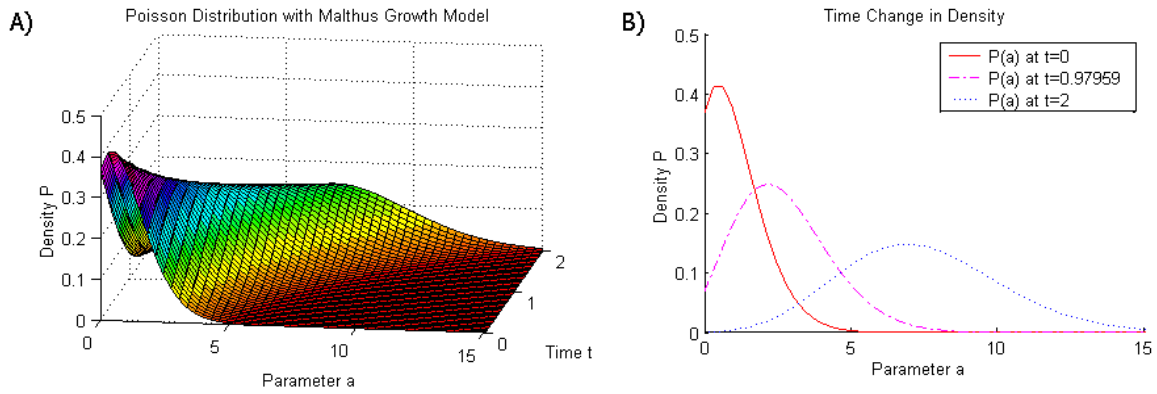 A)
Poisson Distribution with Malthus Growth Model
0.5
0.4
0.3
0.2
0.1
0
Density P
0
5
10
15
Parameter a
0
1
2
Time t
B)
Time Change in Density
P(a) at t=0
P(a) at t=0.97959
P(a) at t=2
0.5
0.4
0.3
0.2
0.1
0
Density P
0
5
10
15
Parameter a